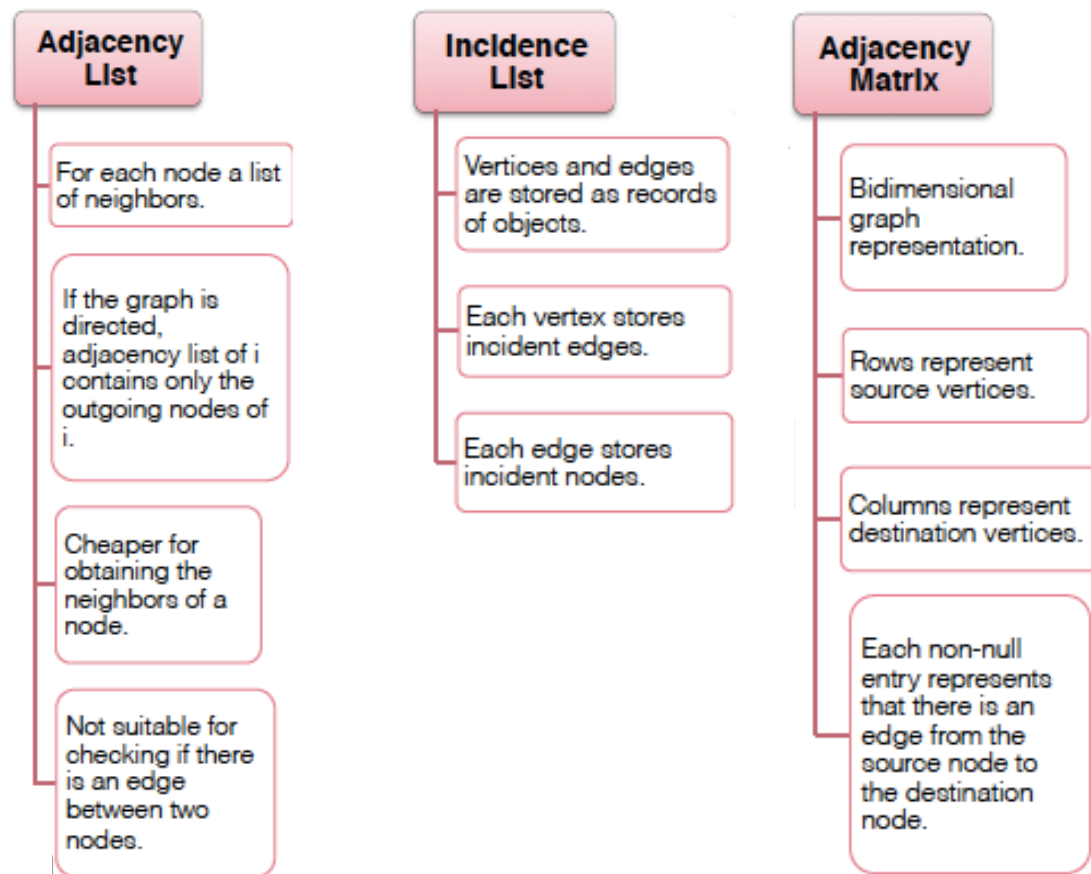 Adjacency
List
For each node a list
of neighbors.
If the graph is
directed,
adjacency list of i
contains only the
outgoing nodes of
i.
Cheaper for
obtaining the
neighbors of a
node.
Not suitable for
checking if there
is an edge
between two
nodes.
Incidence
List
Vertices and edges
are stored as records
of objects.
Each vertex stores
incident edges.
Each edge stores
incident nodes.
Adjacency
Matrix
Bidimensional
graph
representation.
Rows represent
source vertices.
Columns represent
destination vertices.
Each non-null
entry represents
that there is an
edge from the
source node to
the destination
node.